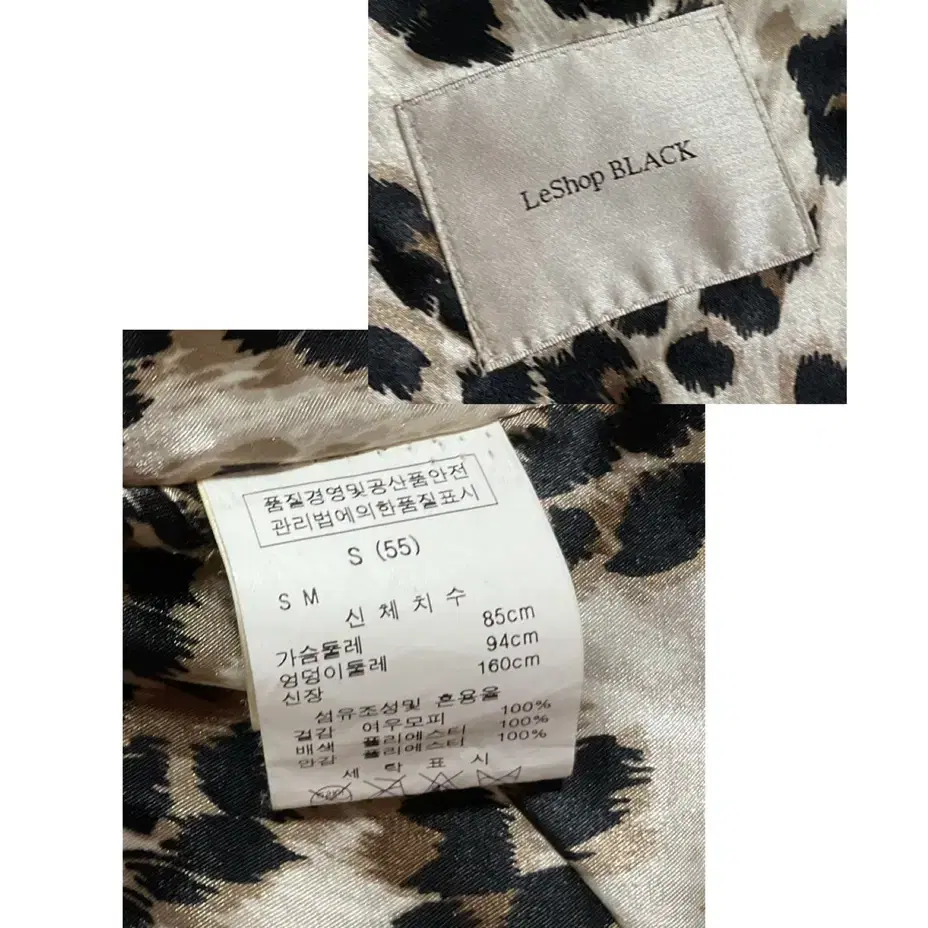 LeShop BLACK
품질경영및공산품안전
관리법에의한품질표시
S (55)
S M
신 체 치 수
가슴둘레 85cm
엉덩이둘레 94cm
신장 160cm
섬유조성및 혼용율
겉감 여우모피 100%
배색 폴리에스터 100%
안감 폴리에스터 100%
세 탁 표 시